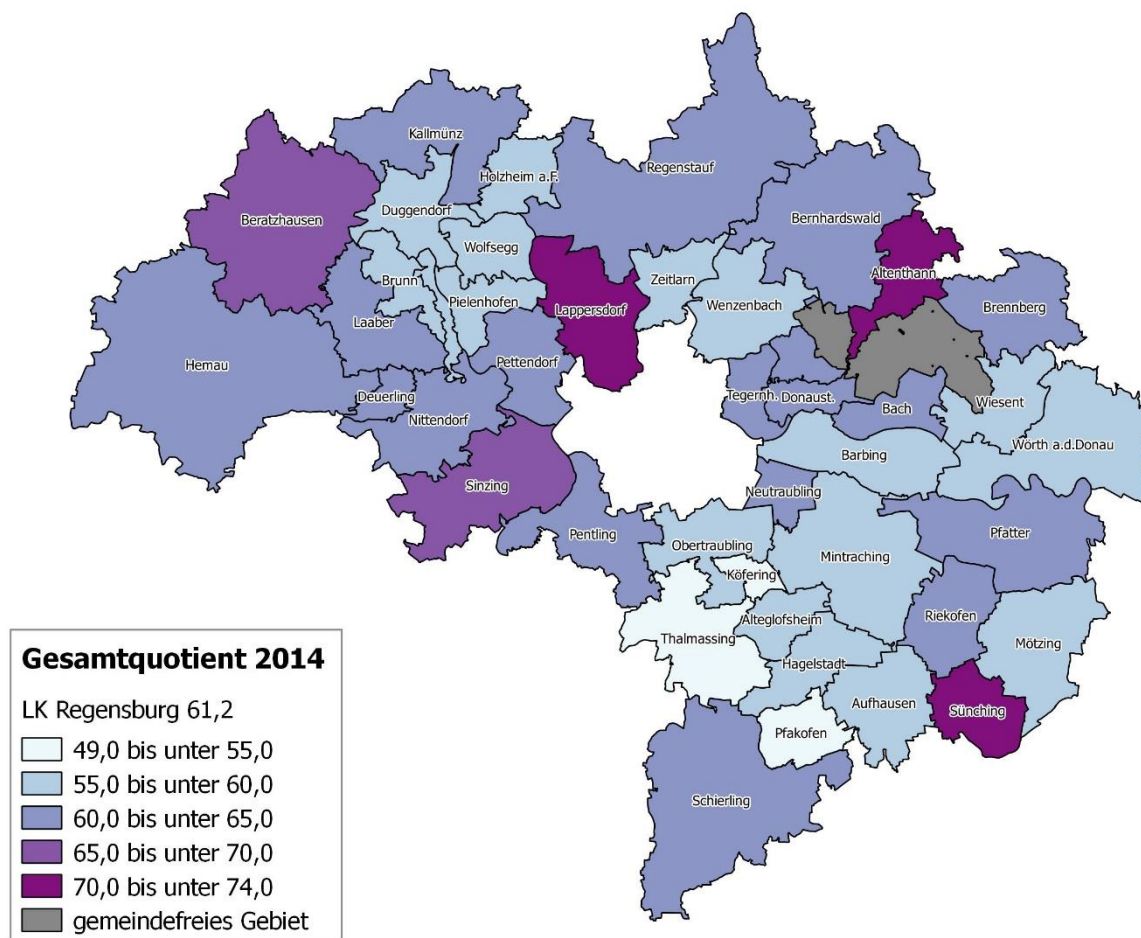 Kallmünz
Regenstauf
Holzheim a.F.
Beratzhausen
Duggendorf
Bernhardswald
Wolfsegg
Altenthann
Brunn
Zeitlarn
Pielenhofen
Lappersdorf
Wenzenbach
Brennberg
Laaber
Hemau
Pettendorf
Deuerling
Tegernh.
Donaust.
Bach
Wiesent
Nittendorf
Wörth a.d.Donau
Barbing
Sinzing
Neutraubling
Pentling
Pfatter
Obertraubling
Mintraching
Köfering
Alteglofsheim
Riekofen
Thalmassing
Mötzing
Hagelstadt
Aufhausen
Sünching
Pfakofen
Schierling
Gesamtquotient 2014
LK Regensburg 61,2
49,0 bis unter 55,0
55,0 bis unter 60,0
60,0 bis unter 65,0
65,0 bis unter 70,0
70,0 bis unter 74,0
gemeindefreies Gebiet